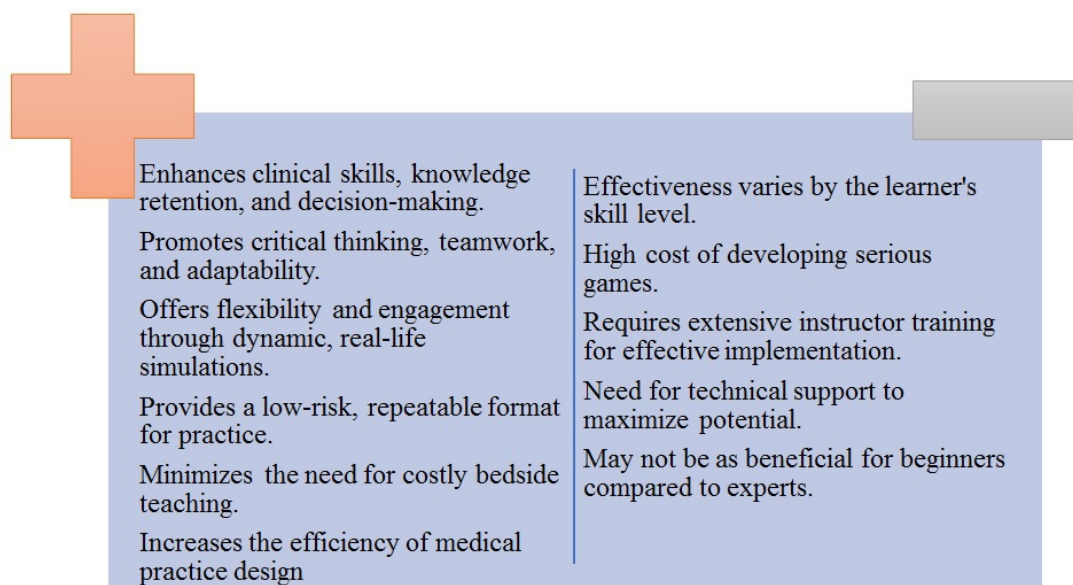 Enhances clinical skills, knowledge
retention, and decision-making.
Promotes critical thinking, teamwork,
and adaptability.
Offers flexibility and engagement
through dynamic, real-life
simulations.
Provides a low-risk, repeatable format
for practice.
Minimizes the need for costly bedside
teaching.
Increases the efficiency of medical
practice design
Effectiveness varies by the learner's
skill level.
High cost of developing serious
games.
Requires extensive instructor training
for effective implementation.
Need for technical support to
maximize potential.
May not be as beneficial for beginners
compared to experts.